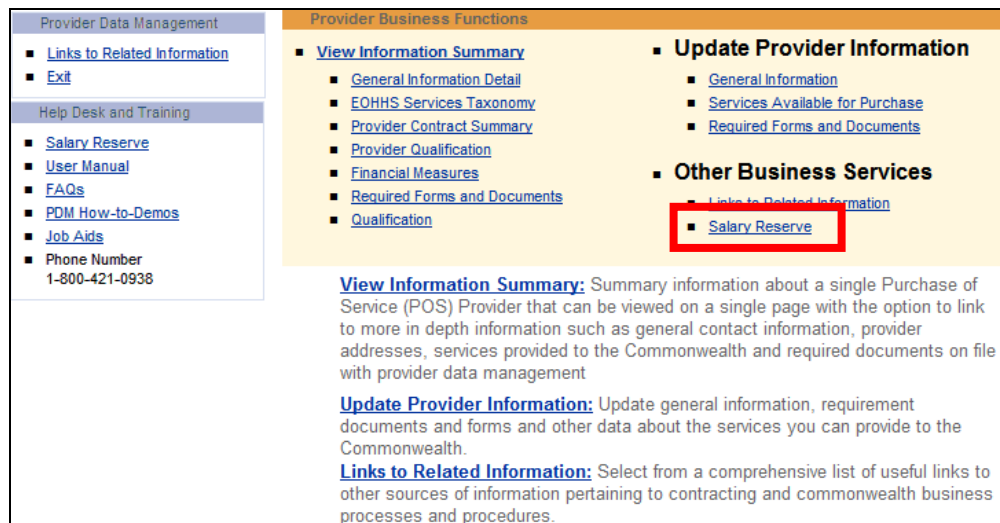 Provider Data Management
Links to Related Information
Exit
Help Desk and Training
Salary Reserve
User Manual
FAQs
PDM How-to-Demos
Job Aids
Phone Number
1-800-421-0938
Provider Business Functions
View Information Summary
General Information Detail
EOHHS Services Taxonomy
Provider Contract Summary
Provider Qualification
Financial Measures
Required Forms and Documents
Qualification
Update Provider Information
General Information
Services Available for Purchase
Required Forms and Documents
Other Business Services
Links to Related Information
Salary Reserve
View Information Summary: Summary information about a single Purchase of
Service (POS) Provider that can be viewed on a single page with the option to link
to more in depth information such as general contact information, provider
addresses, services provided to the Commonwealth and required documents on file
with provider data management
Update Provider Information: Update general information, requirement
documents and forms and other data about the services you can provide to the
Commonwealth.
Links to Related Information: Select from a comprehensive list of useful links to
other sources of information pertaining to contracting and commonwealth business
processes and procedures.